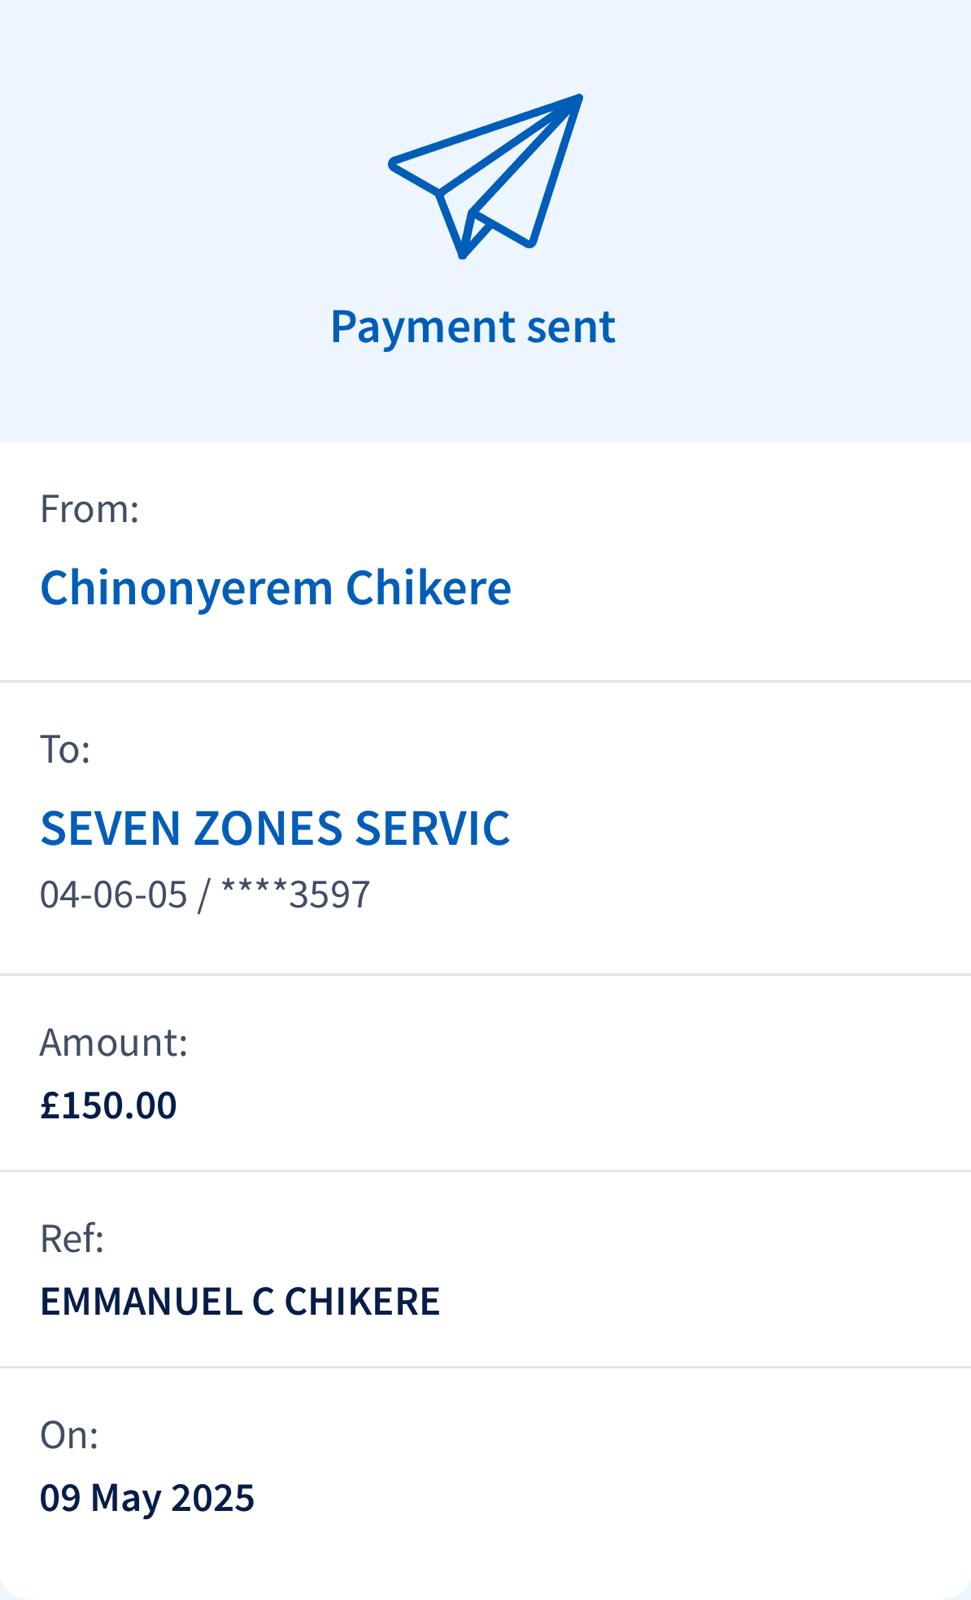 Payment sent
From:
Chinonyerem Chikere
To:
SEVEN ZONES SERVIC
04-06-05 / ****3597
Amount:
£150.00
Ref:
EMMANUEL C CHIKERE
On:
09 May 2025